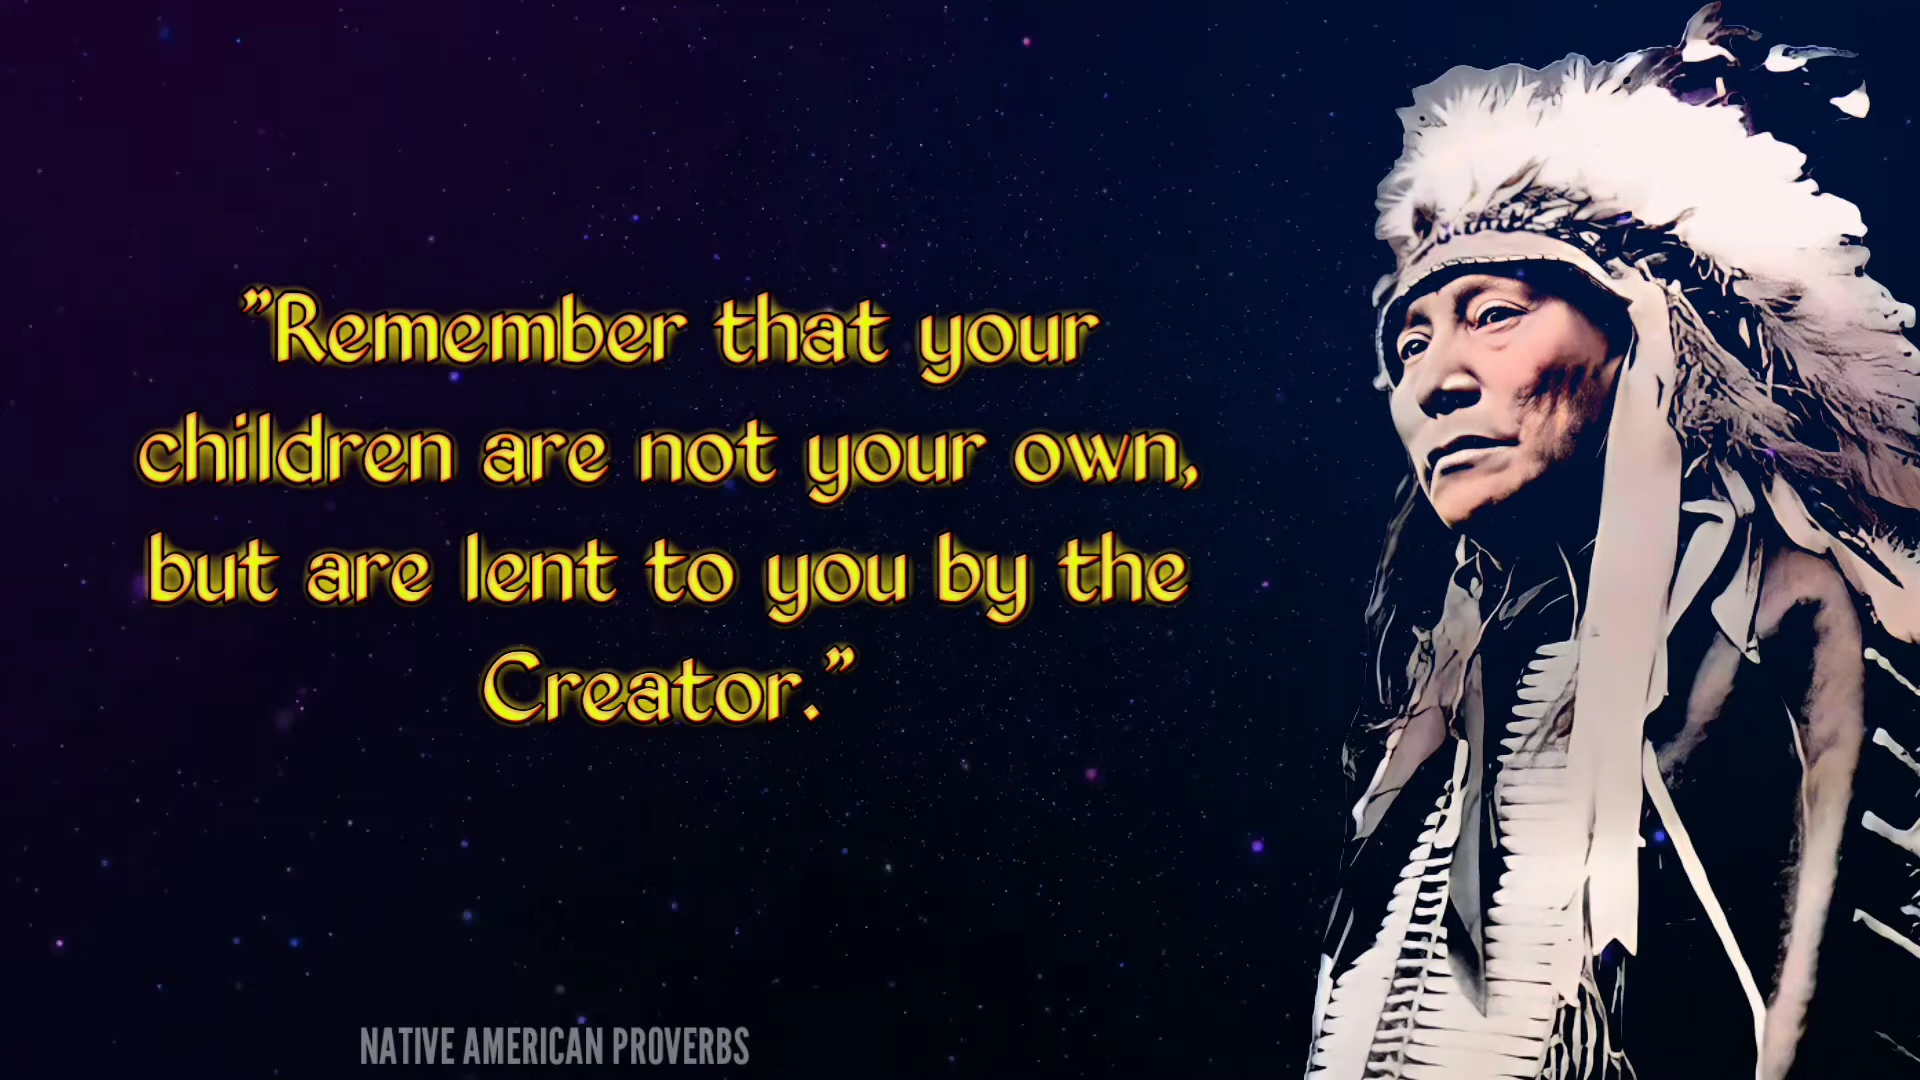 "Remember that your
children are not your own,
but are lent to you by the
Creator."
NATIVE AMERICAN PROVERBS